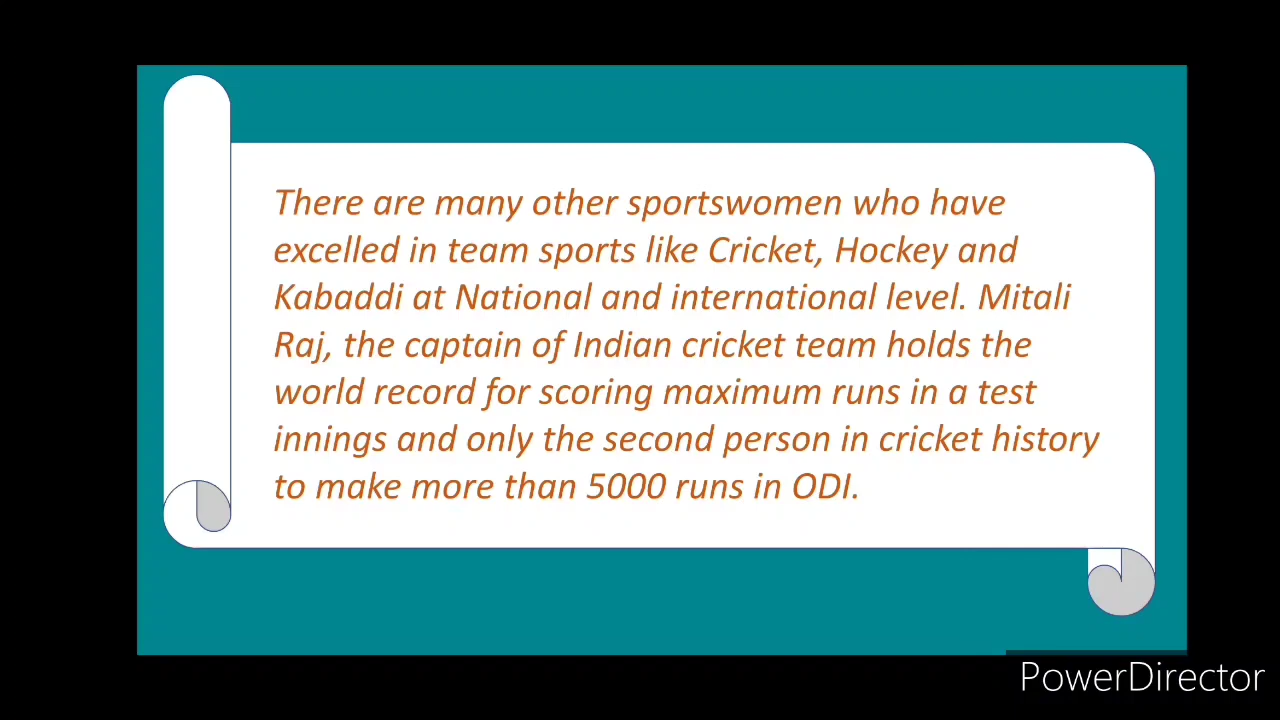 There are many other sportswomen who have
excelled in team sports like Cricket, Hockey and
Kabaddi at National and international level. Mitali
Raj, the captain of Indian cricket team holds the
world record for scoring maximum runs in a test
innings and only the second person in cricket history
to make more than 5000 runs in ODI.
PowerDirector